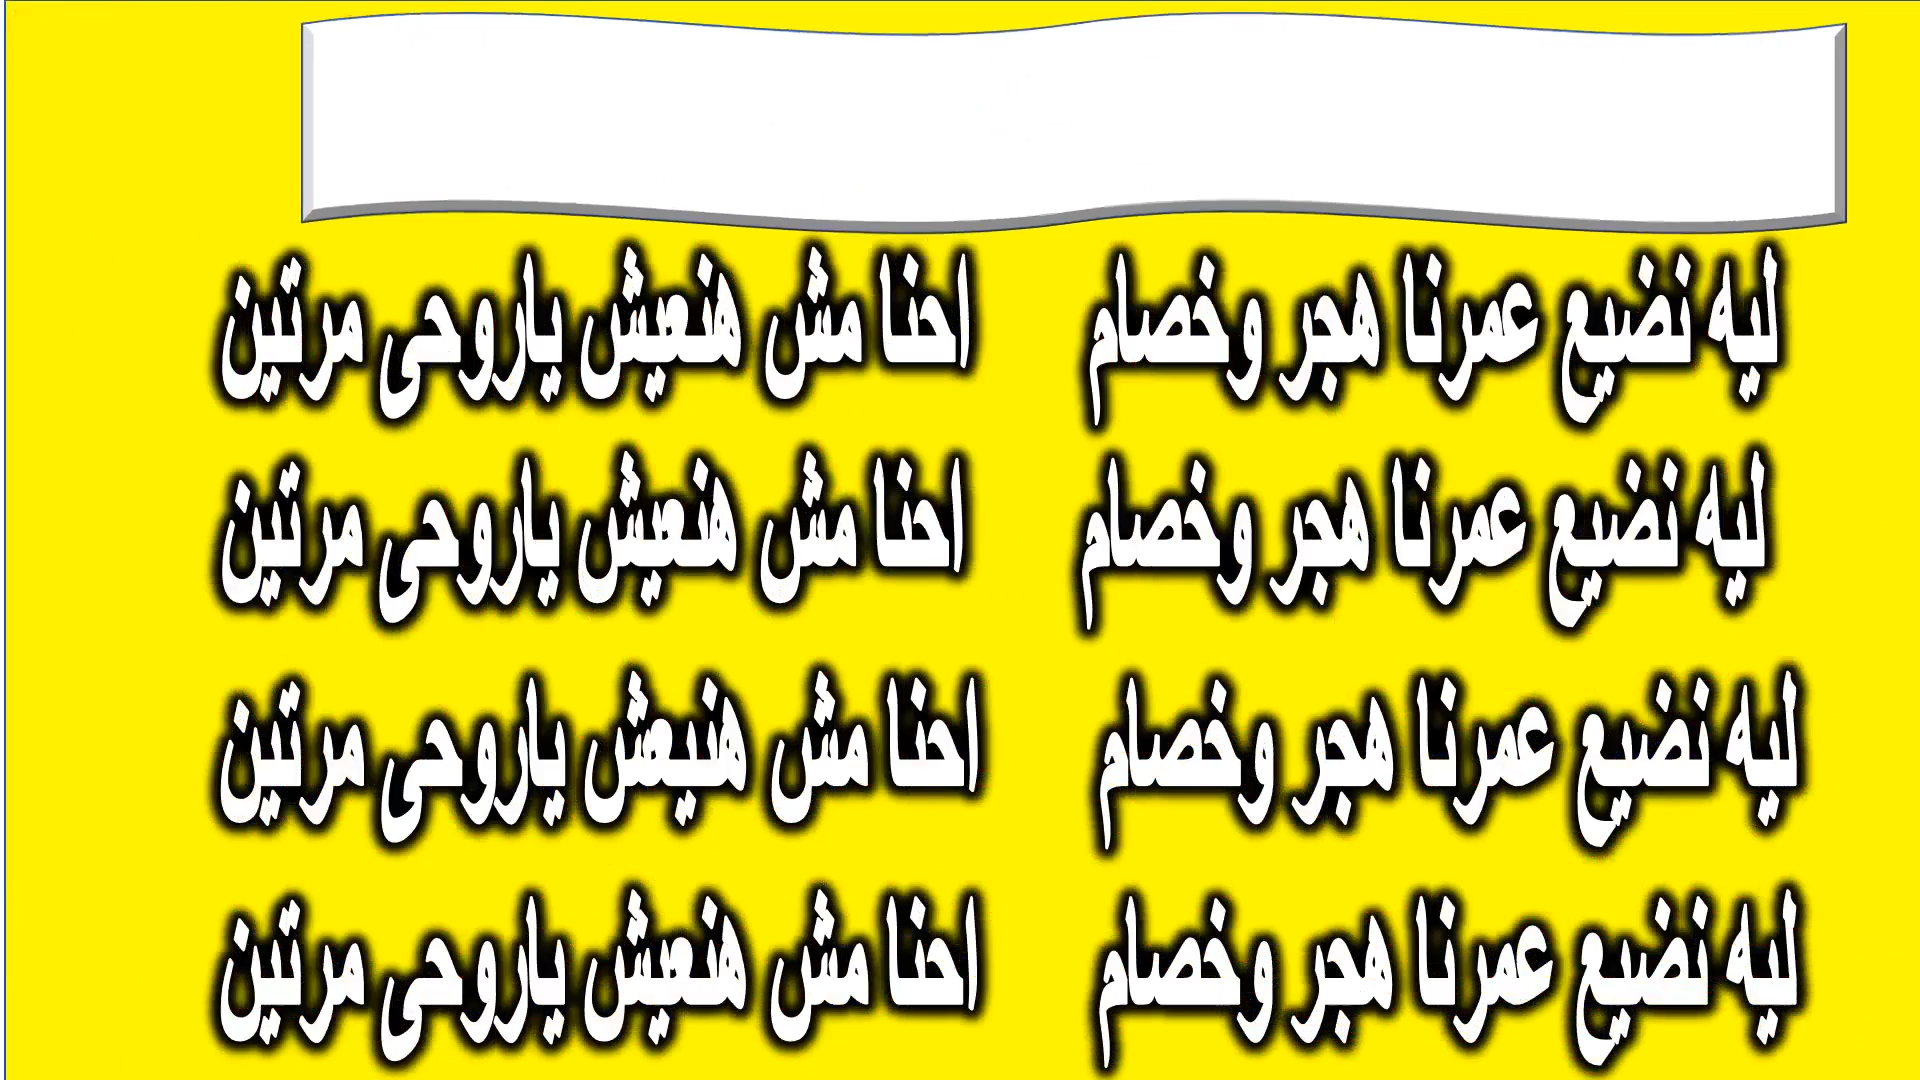 ليه نضيع عمرنا هجر وخصام احنا مش هنعيش ياروحى مرتين
ليه نضيع عمرنا هجر وخصام احنا مش هنعيش ياروحى مرتين
ليه نضيع عمرنا هجر وخصام احنا مش هنيعش ياروحى مرتين
ليه نضيع عمرنا هجر وخصام احنا مش هنعيش ياروحى مرتين